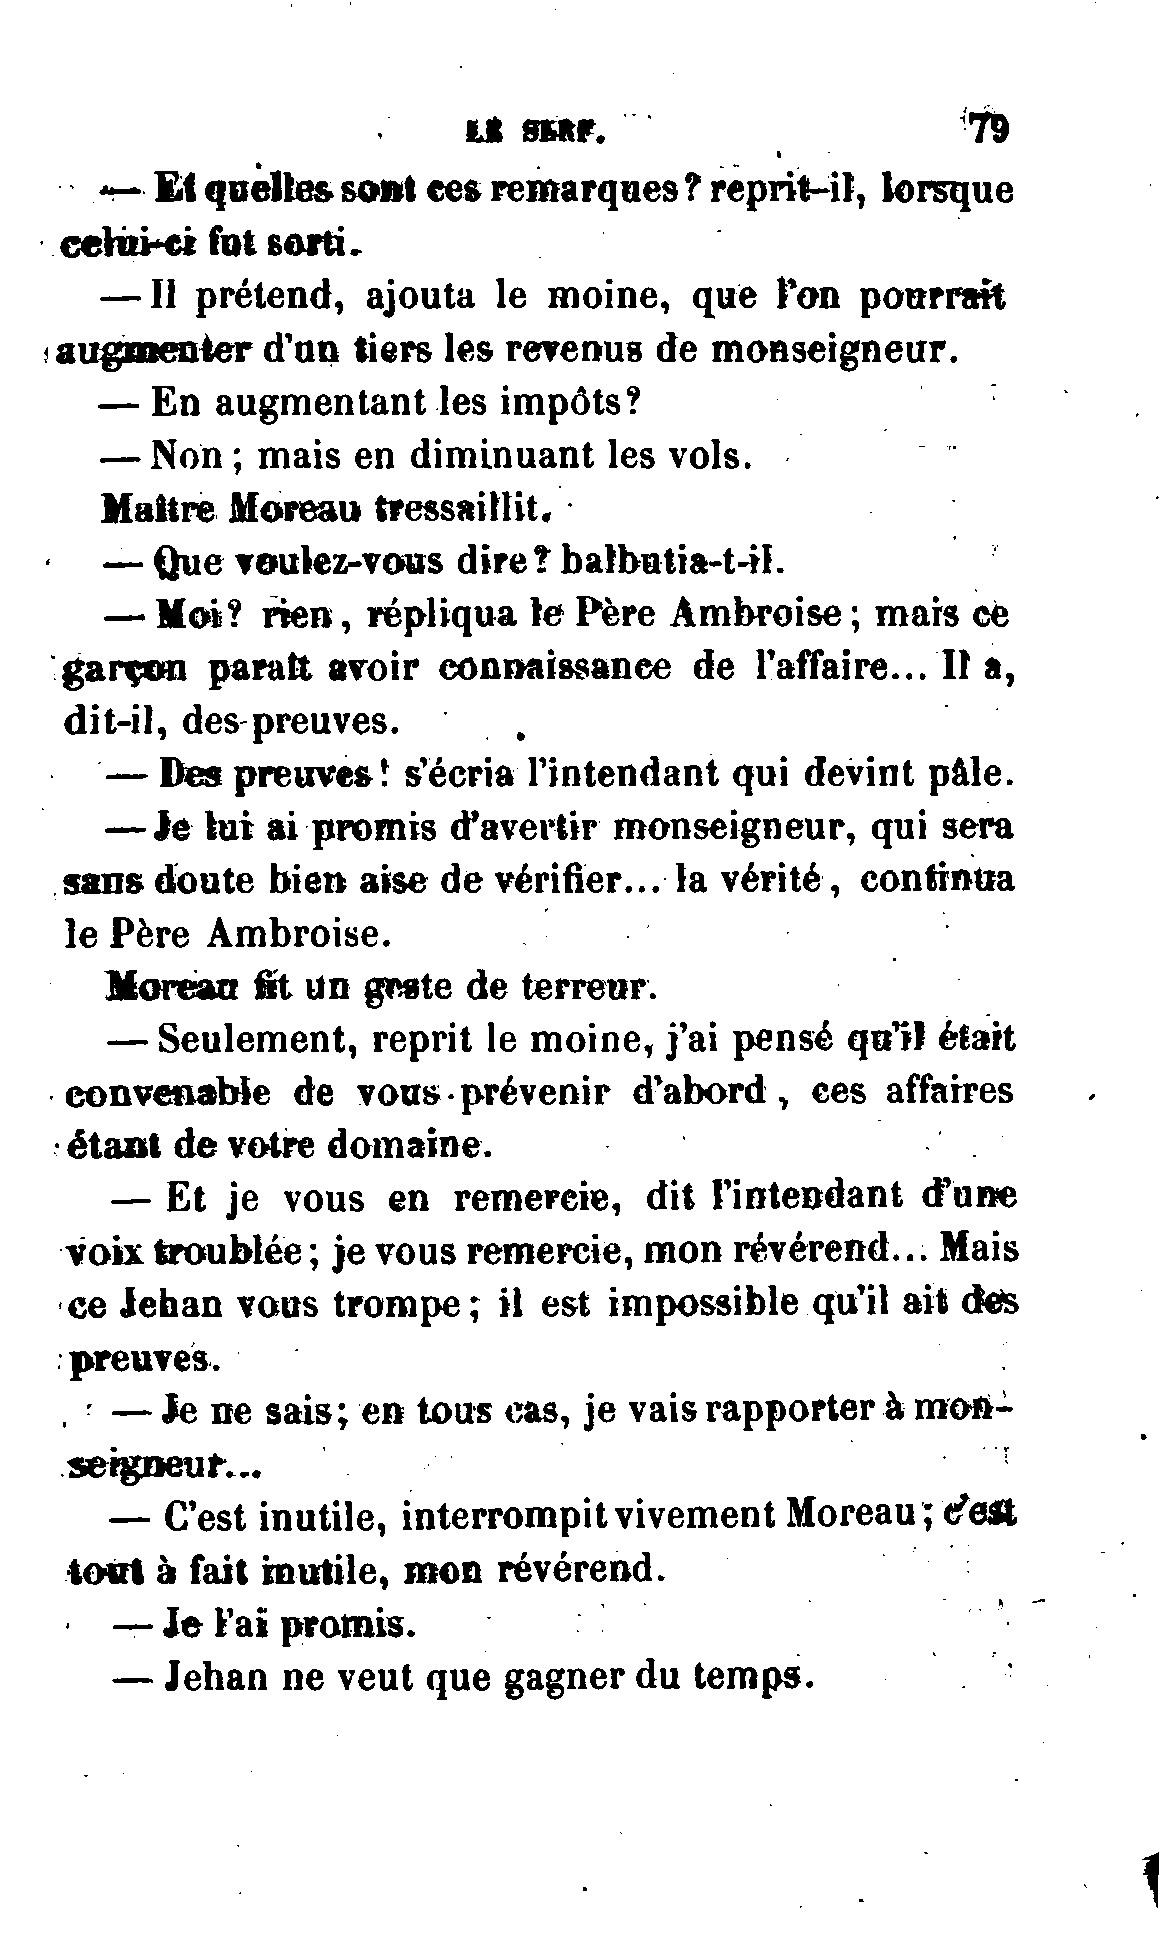 LE SERF. 79
— Et quelles sont ces remarques? reprit-il, lorsque
celui-ci fut sorti.
— Il prétend, ajouta le moine, que l'on pourrait
augmenter d'un tiers les revenus de monseigneur.
— En augmentant les impôts?
— Non; mais en diminuant les vols.
Maître Moreau tressaillit.
— Que voulez-vous dire? balbutia-t-il.
— Moi? rien, répliqua le Père Ambroise; mais ce
garçon paraît avoir connaissance de l'affaire... Il a,
dit-il, des preuves.
— Des preuves! s'écria l'intendant qui devint pâle.
— Je lui ai promis d'avertir monseigneur, qui sera
sans doute bien aise de vérifier... la vérité, continua
le Père Ambroise.
Moreau fit un geste de terreur.
— Seulement, reprit le moine, j'ai pensé qu'il était
convenable de vous prévenir d'abord, ces affaires
étant de votre domaine.
— Et je vous en remercie, dit l'intendant d'une
voix troublée; je vous remercie, mon révérend... Mais
ce Jehan vous trompe; il est impossible qu'il ait des
preuves.
— Je ne sais; en tous cas, je vais rapporter à mon-
seigneur...
— C'est inutile, interrompit vivement Moreau; c'est
tout à fait inutile, mon révérend.
— Je l'ai promis.
— Jehan ne veut que gagner du temps.